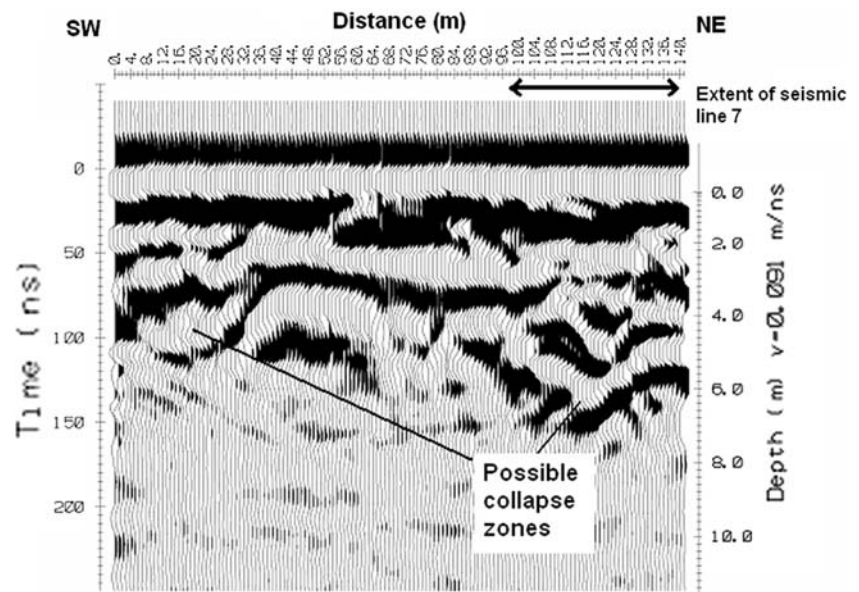 SW
Distance (m)
NE
0. 4. 8. 12. 16. 20. 24. 28. 32. 36. 40. 44. 48. 52. 56. 60. 64. 68. 72. 76. 80. 84. 88. 92. 96. 100. 104. 108. 112. 116. 120. 124. 128. 132. 136. 140.
Extent of seismic
line 7
0
50
100
150
200
Time (ns)
0.0
2.0
4.0
6.0
8.0
10.0
Depth (m) v=0.091 m/ns
Possible
collapse
zones